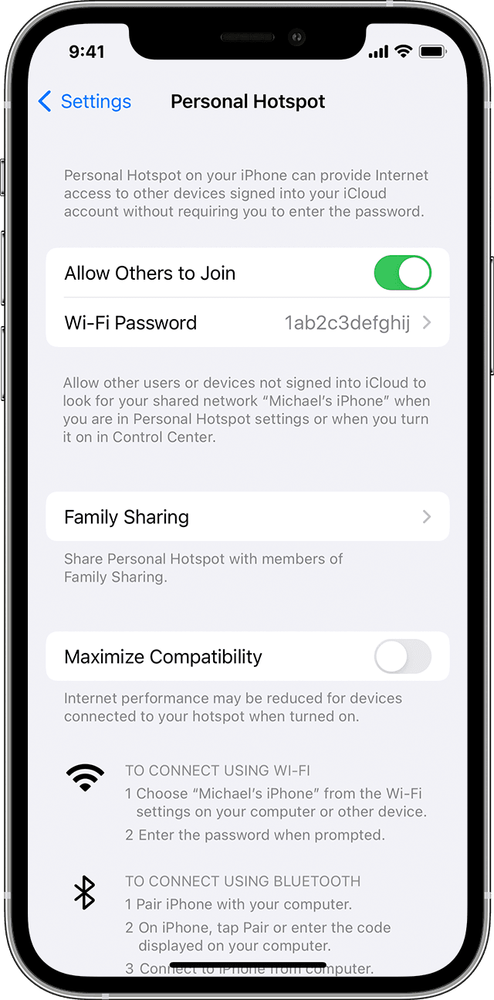 9:41
Settings
Personal Hotspot
Personal Hotspot on your iPhone can provide Internet
access to other devices signed into your iCloud
account without requiring you to enter the password.
Allow Others to Join
Wi-Fi Password 1ab2c3defghij
Allow other users or devices not signed into iCloud to
look for your shared network “Michael’s iPhone” when
you are in Personal Hotspot settings or when you turn
it on in Control Center.
Family Sharing
Share Personal Hotspot with members of
Family Sharing.
Maximize Compatibility
Internet performance may be reduced for devices
connected to your hotspot when turned on.
TO CONNECT USING WI-FI
1 Choose “Michael’s iPhone” from the Wi-Fi
settings on your computer or other device.
2 Enter the password when prompted.
TO CONNECT USING BLUETOOTH
1 Pair iPhone with your computer.
2 On iPhone, tap Pair or enter the code
displayed on your computer.
3 Connect to iPhone from computer.